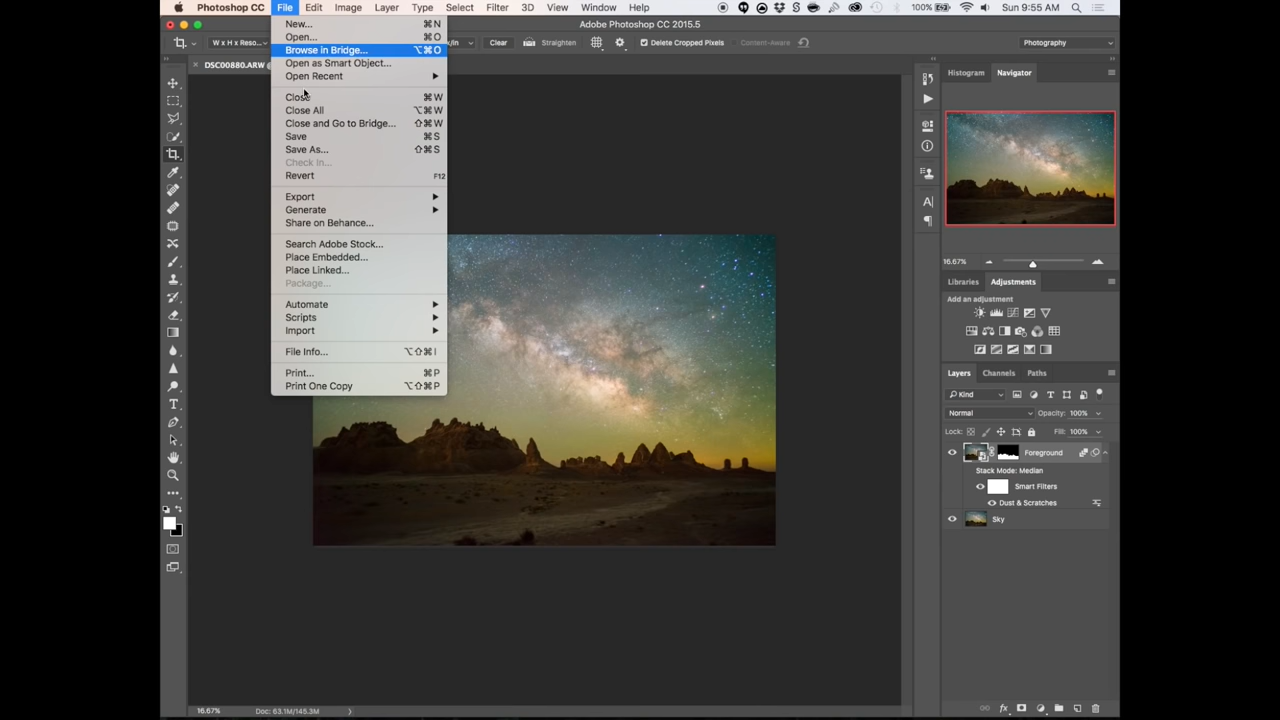 Photoshop CC File Edit Image Layer Type Select Filter 3D View Window Help 100% Sun 9:55 AM
Adobe Photoshop CC 2015.5
W x H x Reso... x/in Clear Straighten Delete Cropped Pixels Content-Aware Photography
DSC00880.ARW @
New... ⌘N
Open... ⌘O
Browse in Bridge... ⌥⌘O
Open as Smart Object...
Open Recent
Close ⌘W
Close All ⌥⌘W
Close and Go to Bridge... ⇧⌘W
Save ⌘S
Save As... ⇧⌘S
Check In...
Revert F12
Export
Generate
Share on Behance...
Search Adobe Stock...
Place Embedded...
Place Linked...
Package...
Automate
Scripts
Import
File Info... ⌥⇧⌘I
Print... ⌘P
Print One Copy ⌥⇧⌘P
Histogram Navigator
16.67%
Libraries Adjustments
Add an adjustment
Layers Channels Paths
Kind
Normal Opacity: 100%
Lock: Fill: 100%
Foreground
Stack Mode: Median
Smart Filters
Dust & Scratches
Sky
16.67% Doc: 63.1M/145.3M